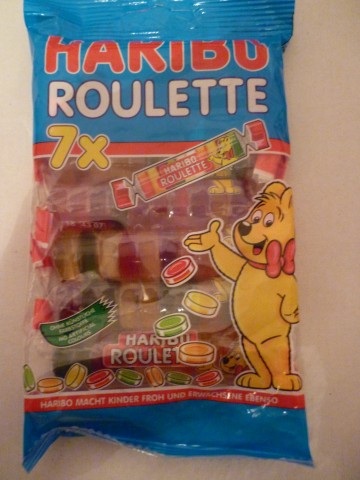 HARIBO
ROULETTE
7x
HARIBO
ROULETTE
HARIBO
ROULETTE
HARIBO MACHT KINDER FROH UND ERWACHSENE EBENSO